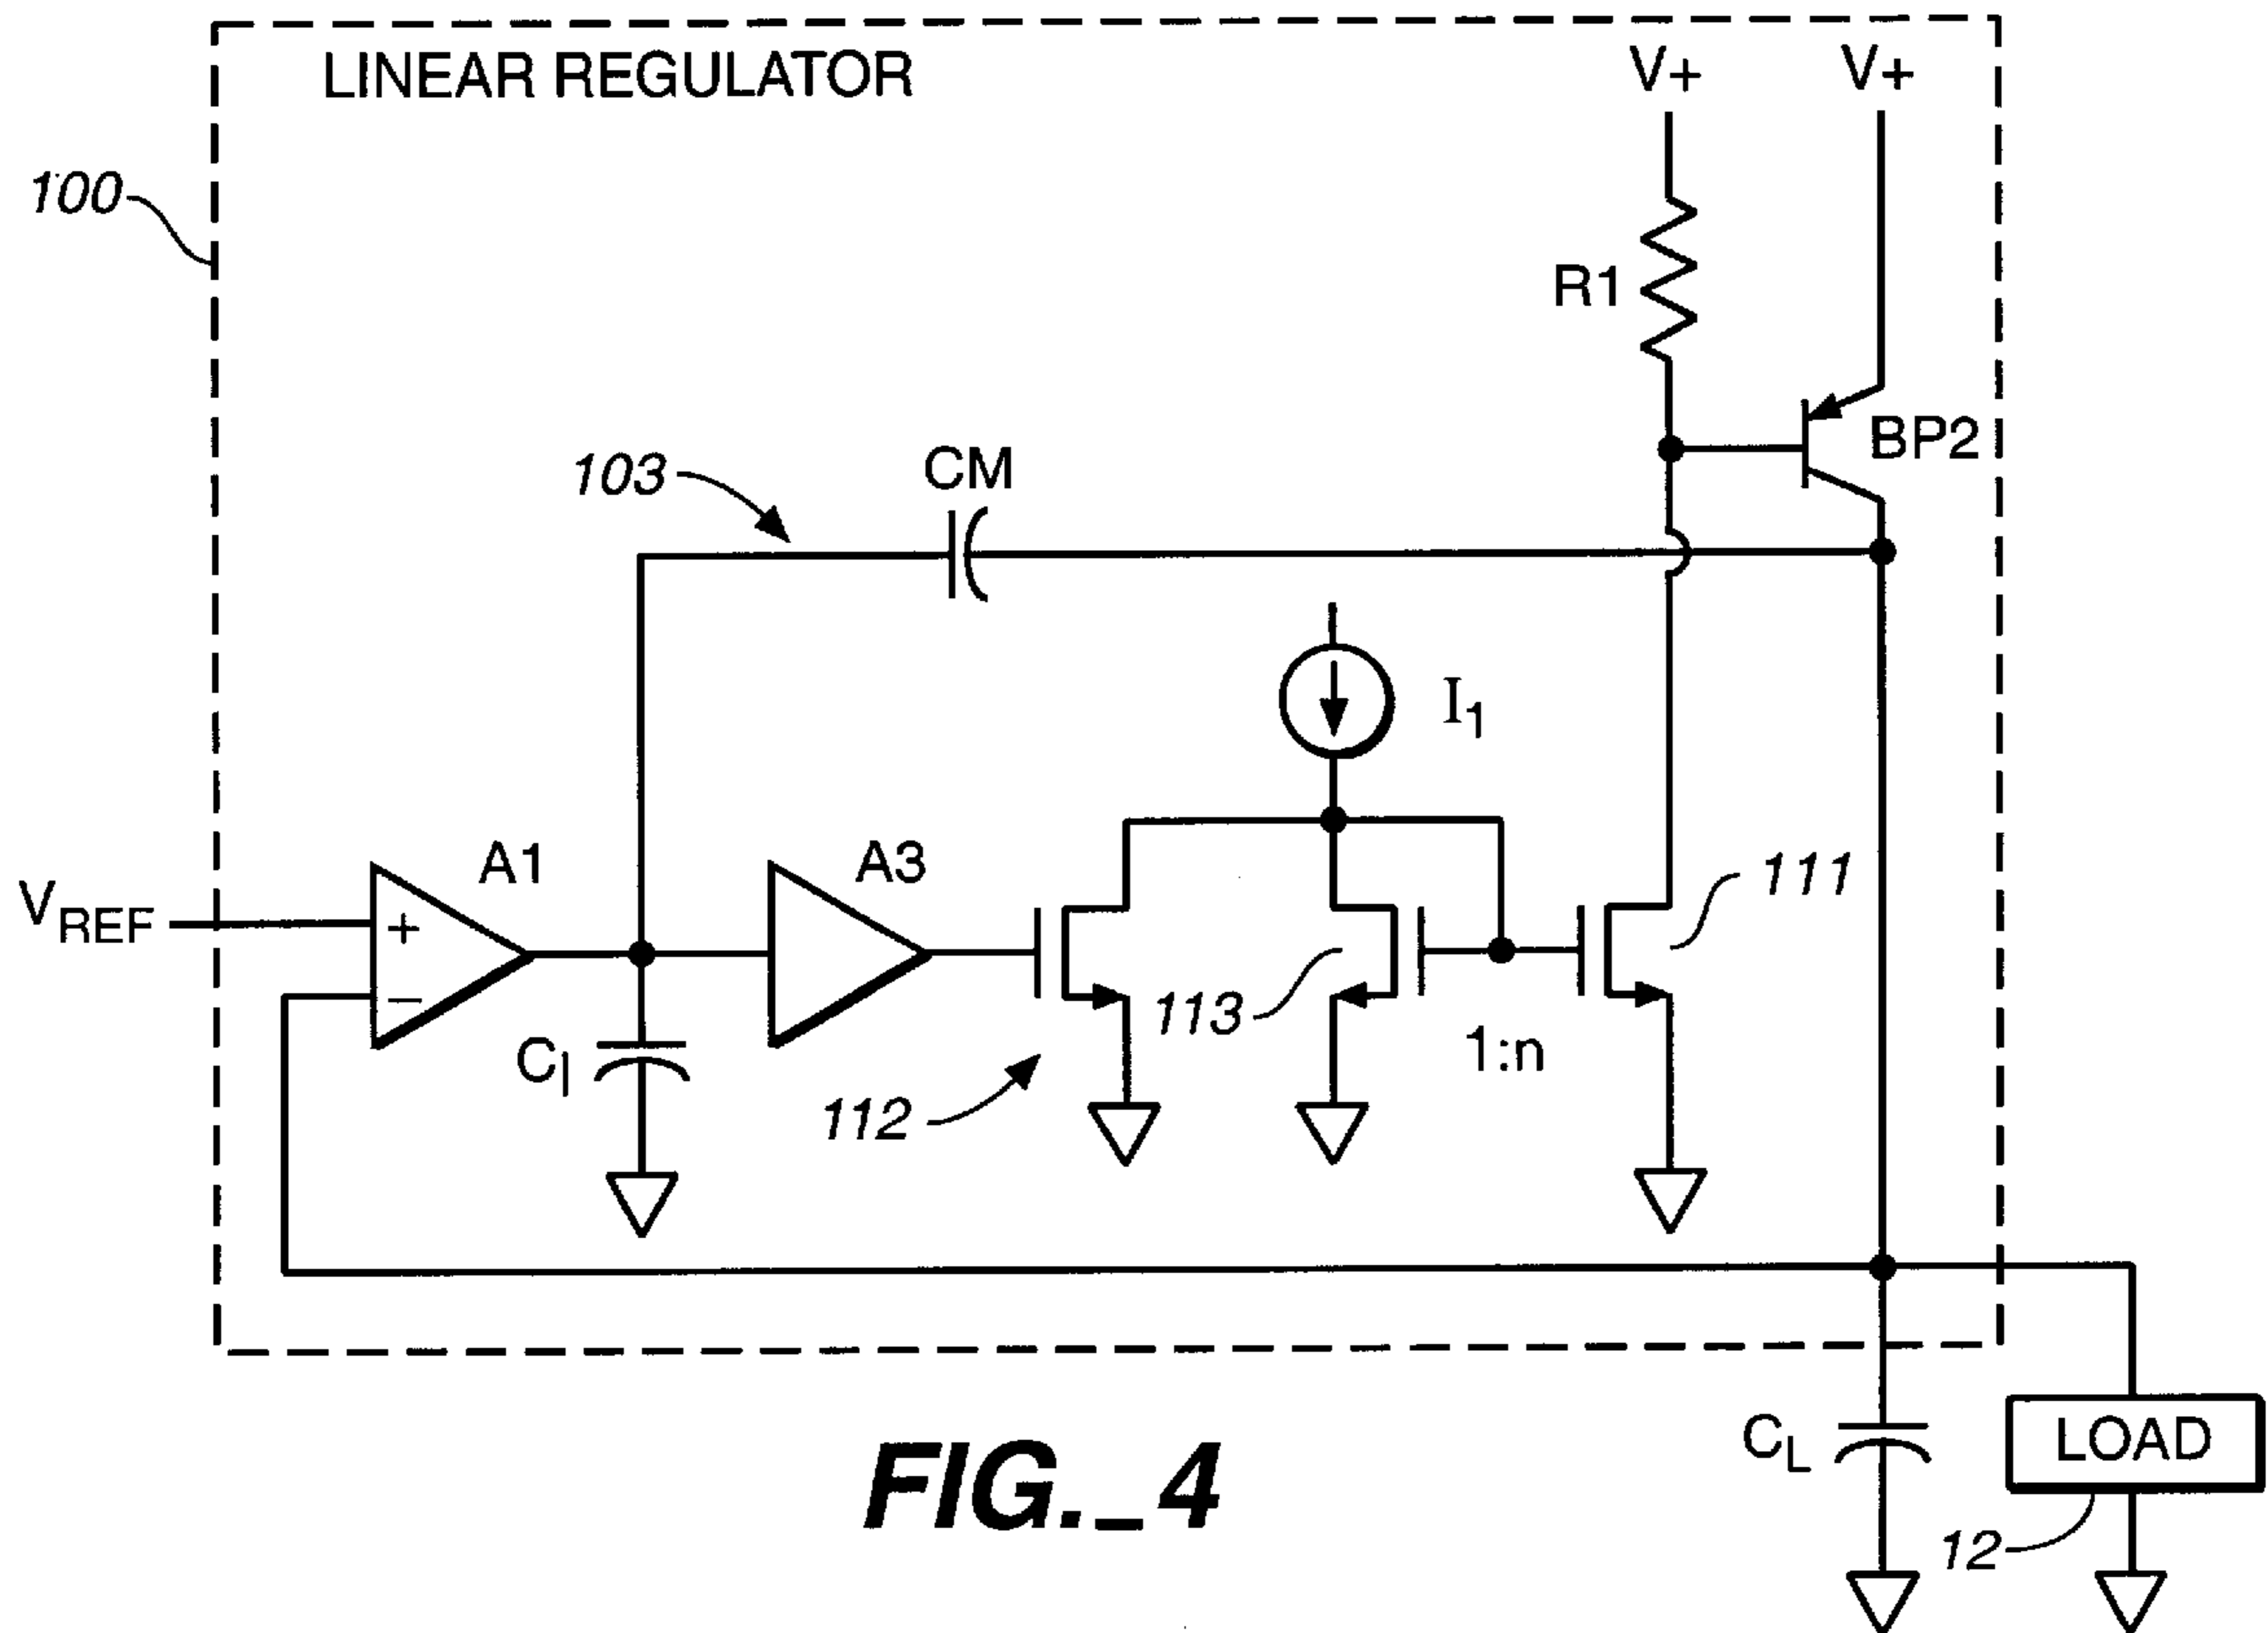 LINEAR REGULATOR
V+
V+
100
R1
BP2
103
CM
I1
A1
A3
111
VREF
+
−
113
CI
1:n
112
CL
LOAD
12
FIG._4